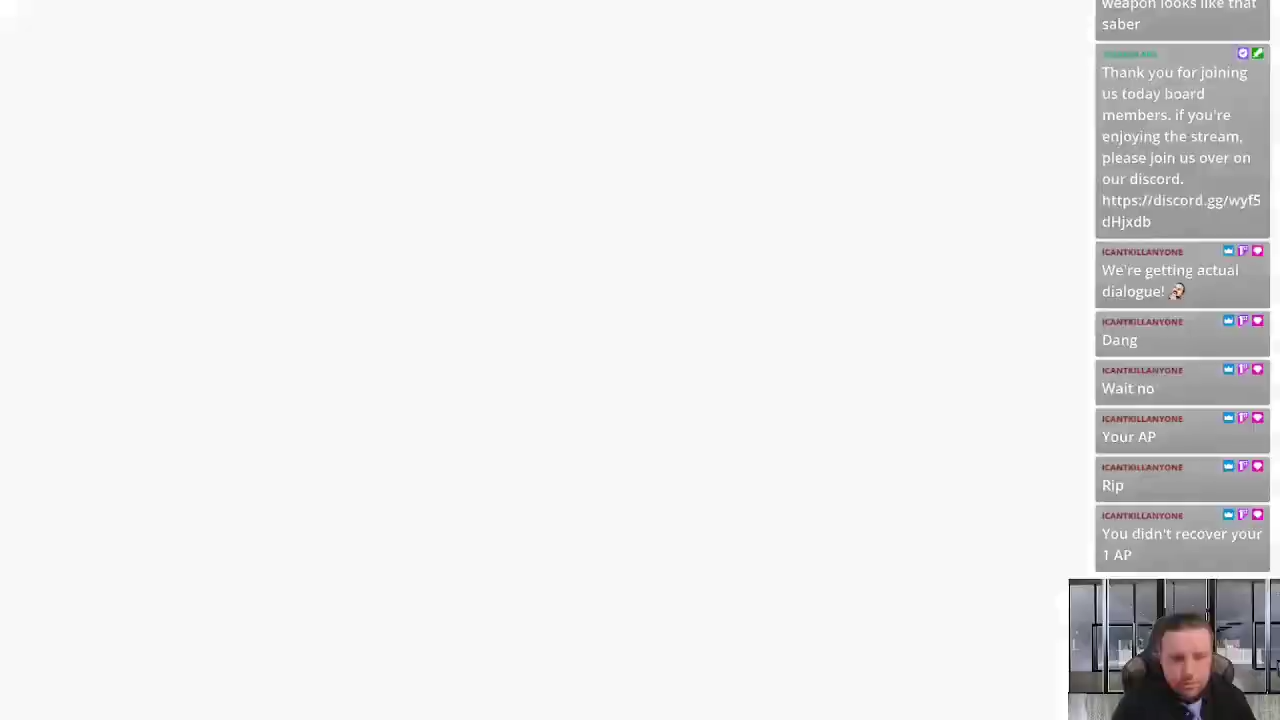 weapon looks like that
saber
Thank you for joining
us today board
members. if you're
enjoying the stream,
please join us over on
our discord.
https://discord.gg/wyf5
dHjxdb
ICANTKILLANYONE
We're getting actual
dialogue!
ICANTKILLANYONE
Dang
ICANTKILLANYONE
Wait no
ICANTKILLANYONE
Your AP
ICANTKILLANYONE
Rip
ICANTKILLANYONE
You didn't recover your
1 AP